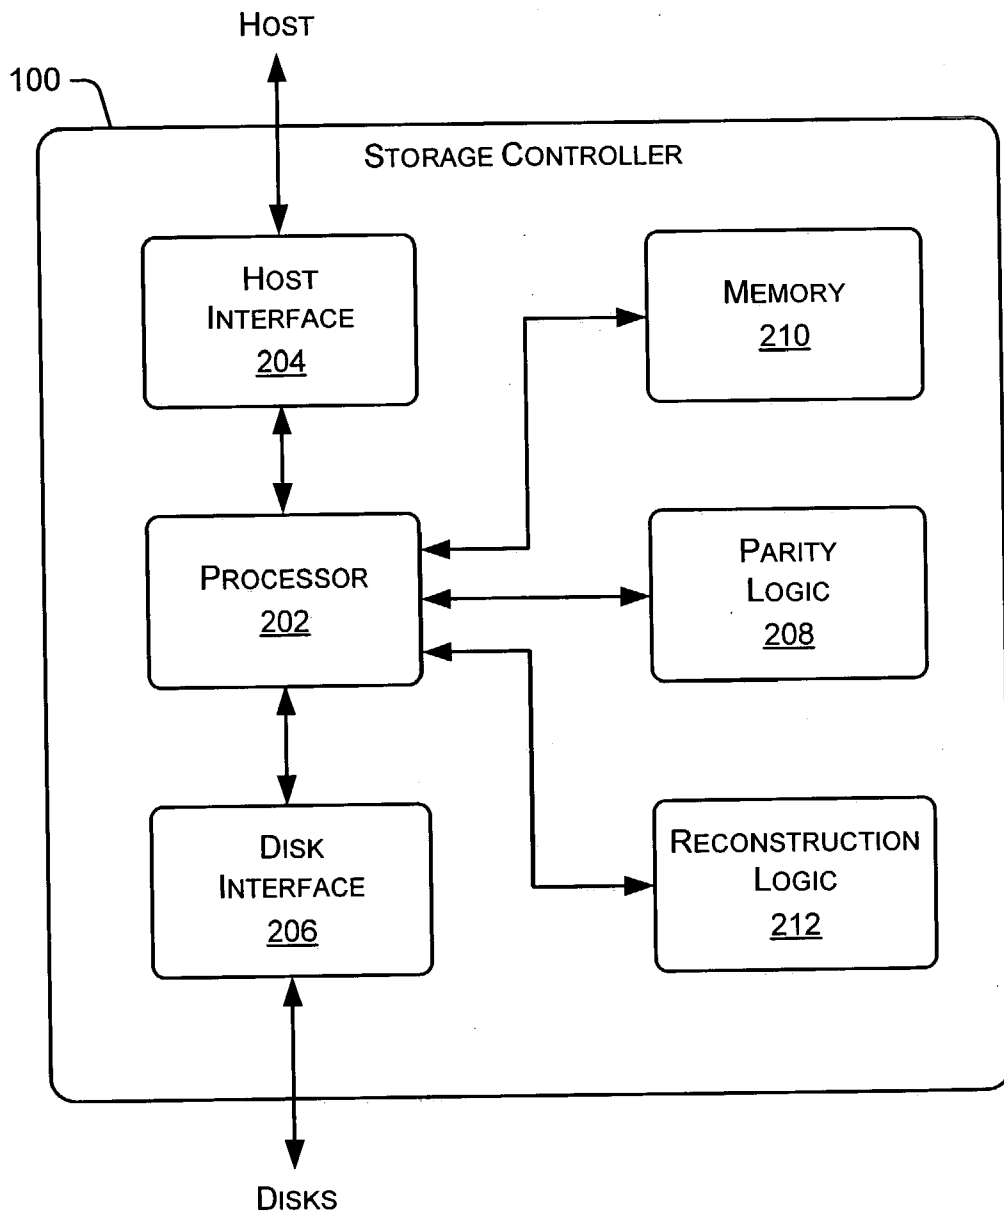 HOST
100
STORAGE CONTROLLER
HOST
INTERFACE
204
MEMORY
210
PROCESSOR
202
PARITY
LOGIC
208
DISK
INTERFACE
206
RECONSTRUCTION
LOGIC
212
DISKS